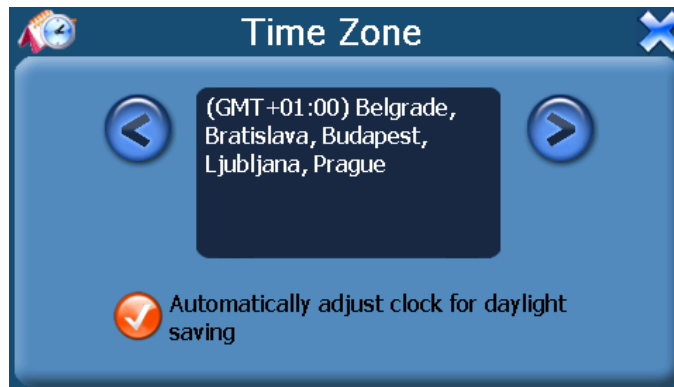 Time Zone
(GMT+01:00) Belgrade,
Bratislava, Budapest,
Ljubljana, Prague
Automatically adjust clock for daylight
saving